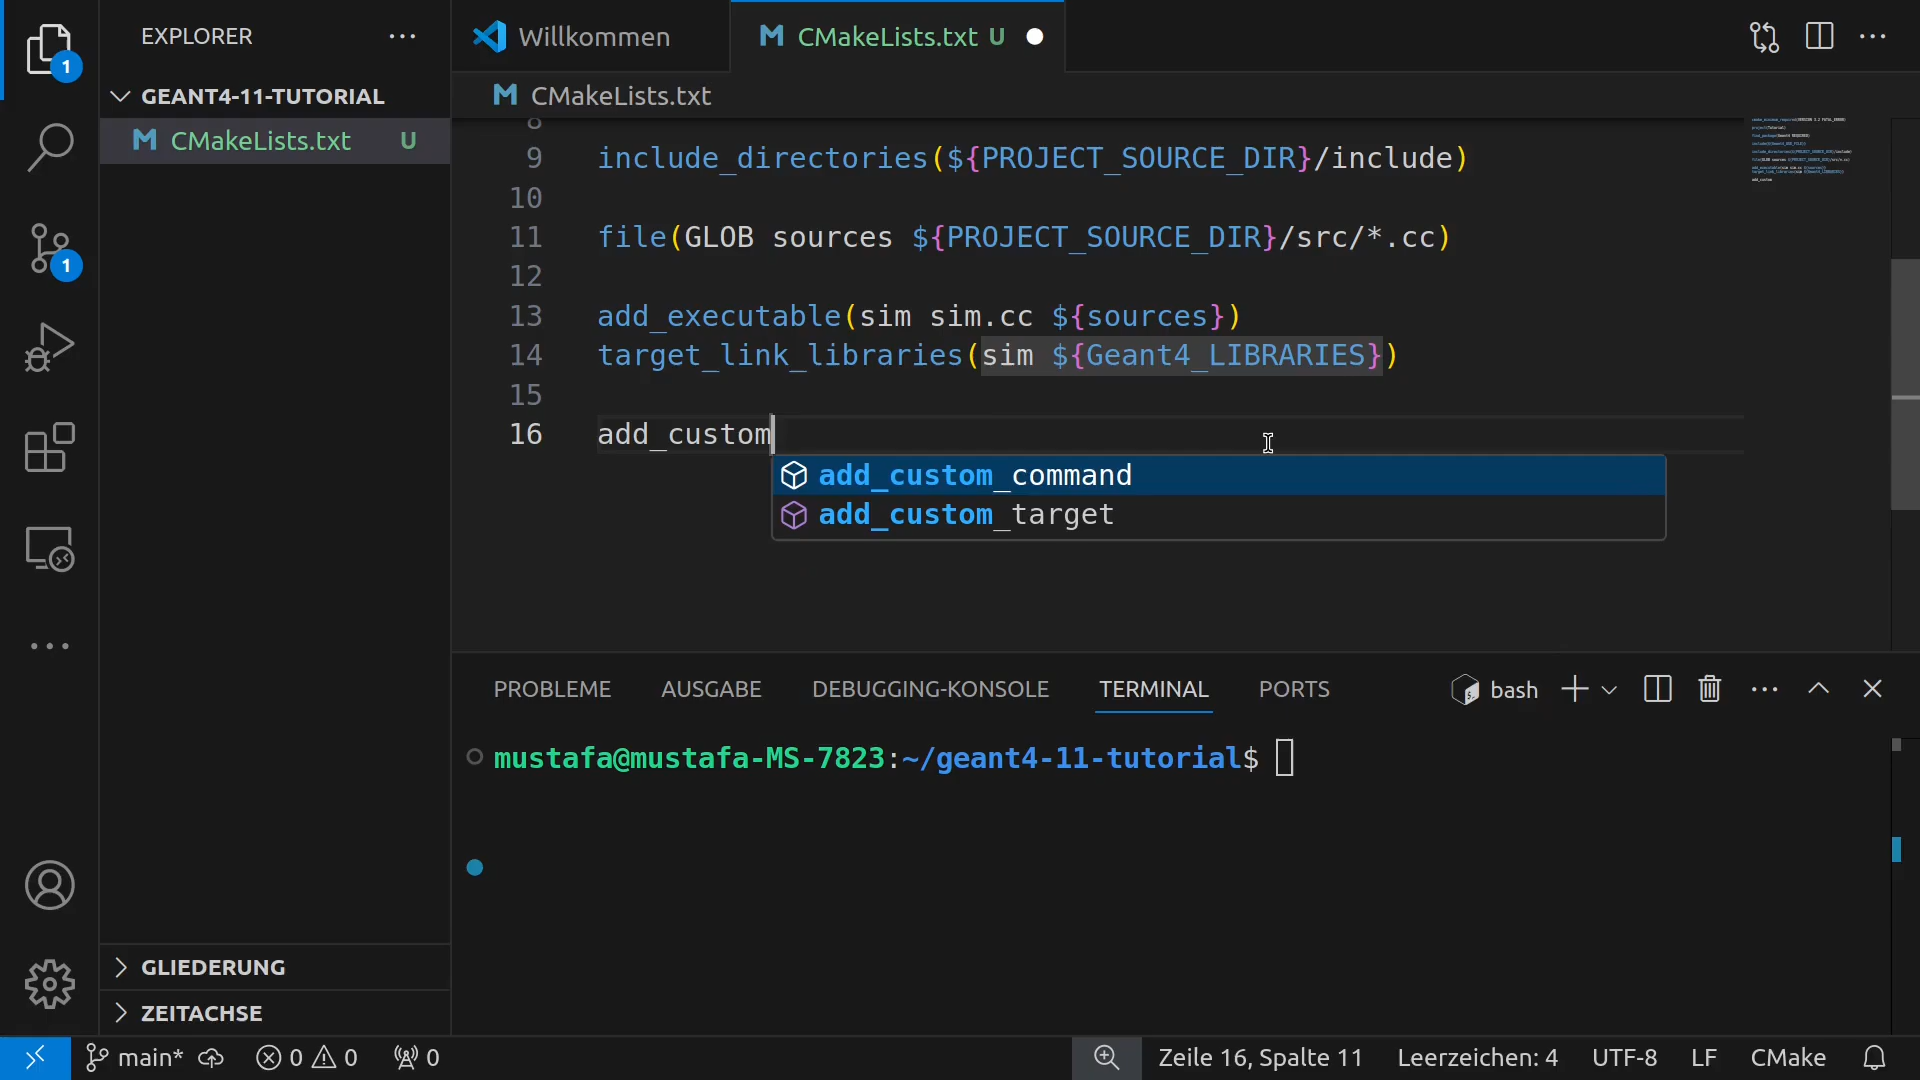 EXPLORER
Willkommen
CMakeLists.txt U
1
GEANT4-11-TUTORIAL
CMakeLists.txt
CMakeLists.txt U
8
9 include_directories(${PROJECT_SOURCE_DIR}/include)
10
11 file(GLOB sources ${PROJECT_SOURCE_DIR}/src/*.cc)
12
13 add_executable(sim sim.cc ${sources})
14 target_link_libraries(sim ${Geant4_LIBRARIES})
15
16 add_custom
add_custom_command
add_custom_target
1
PROBLEME AUSGABE DEBUGGING-KONSOLE TERMINAL PORTS bash
mustafa@mustafa-MS-7823:~/geant4-11-tutorial$
GLIEDERUNG
ZEITACHSE
main* 0 0 0 Zeile 16, Spalte 11 Leerzeichen: 4 UTF-8 LF CMake